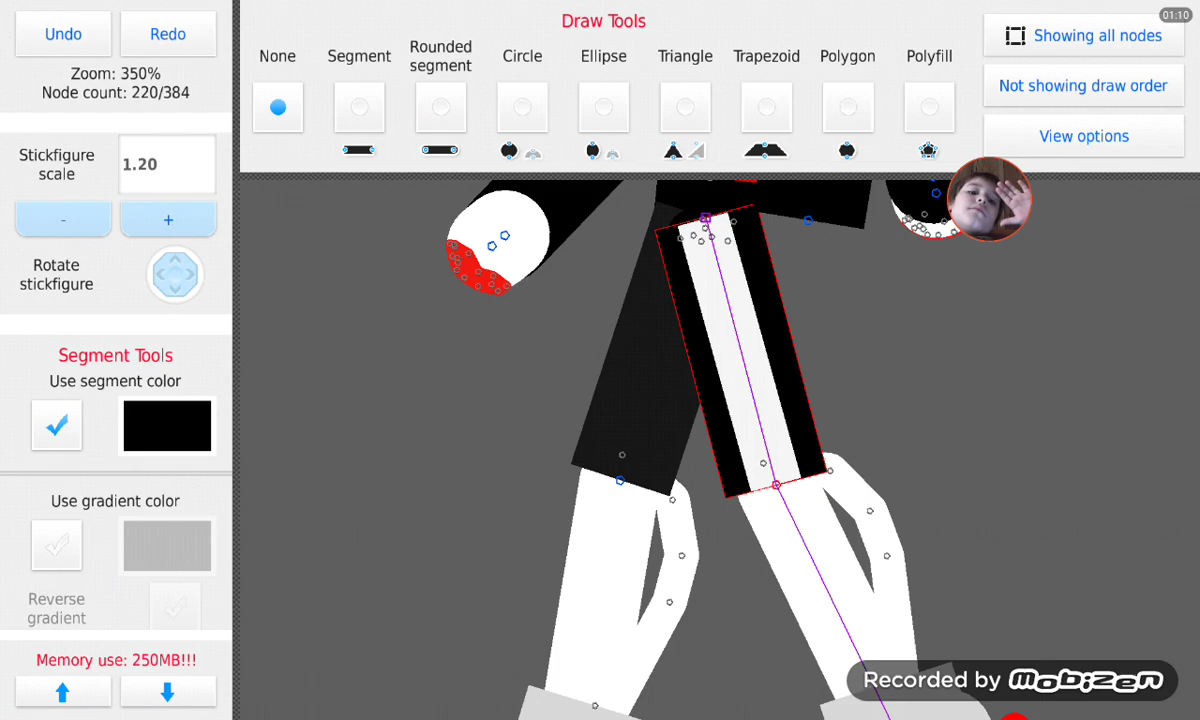 Undo
Redo
Zoom: 350%
Node count: 220/384
Stickfigure
scale
1.20
-
+
Rotate
stickfigure
Segment Tools
Use segment color
Use gradient color
Reverse
gradient
Memory use: 250MB!!!
Draw Tools
None
Segment
Rounded
segment
Circle
Ellipse
Triangle
Trapezoid
Polygon
Polyfill
01:10
Showing all nodes
Not showing draw order
View options
Recorded by mobizen